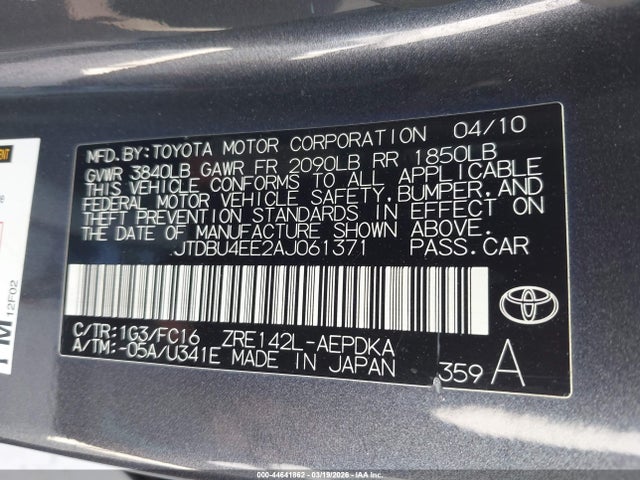 MFD. BY: TOYOTA MOTOR CORPORATION 04/10
GVWR 3840LB GAWR FR 2090LB RR 1850LB
THIS VEHICLE CONFORMS TO ALL APPLICABLE
FEDERAL MOTOR VEHICLE SAFETY, BUMPER, AND
THEFT PREVENTION STANDARDS IN EFFECT ON
THE DATE OF MANUFACTURE SHOWN ABOVE.
JTDBU4EE2AJ061371 PASS. CAR
C/TR: 1G3/FC16 ZRE142L-AEPDKA
A/TM: -05A/U341E MADE IN JAPAN 359 A
TOYOTA
12F02
000-44641862 - 03/19/2026 - IAA Inc.